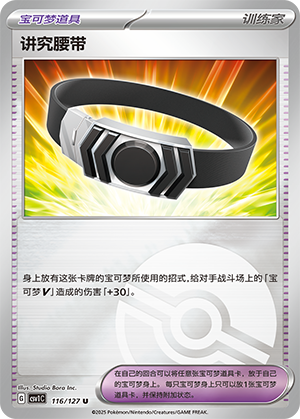 宝可梦道具
训练家
讲究腰带
身上放有这张卡牌的宝可梦所使用的招式，给对手战斗场上的「宝
可梦V」造成的伤害「+30」。
Illus. Studio Bora Inc.
G CSV1C 116/127 U
在自己的回合可以将任意张宝可梦道具卡，放于自己
的宝可梦身上。每只宝可梦身上只可以放1张宝可梦
道具卡，并保持附加状态。
©2025 Pokémon/Nintendo/Creatures/GAME FREAK.